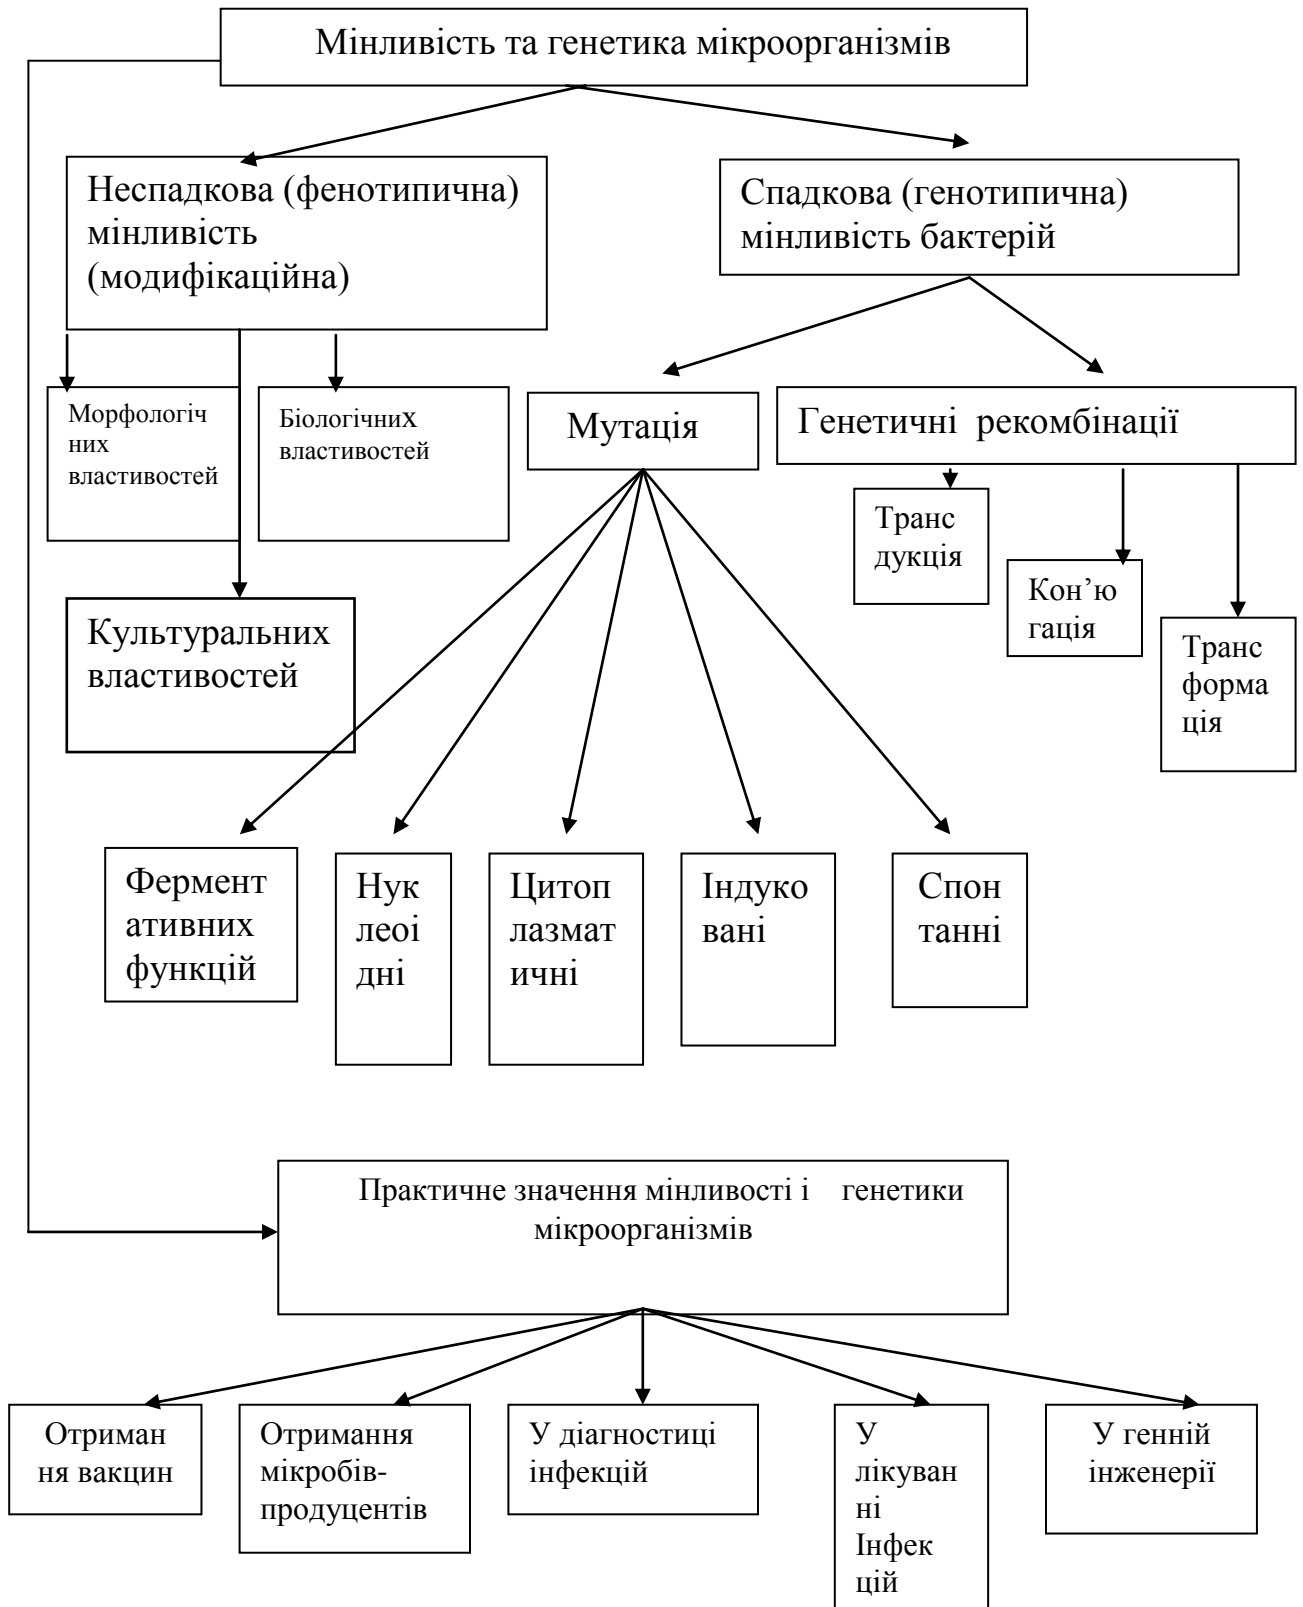 Мінливість та генетика мікроорганізмів
Неспадкова (фенотипична)
мінливість
(модифікаційна)
Спадкова (генотипична)
мінливість бактерій
Морфологіч
них
властивостей
Біологічних
властивостей
Мутація
Генетичні рекомбінації
Транс
дукція
Кон’ю
гація
Транс
форма
ція
Культуральних
властивостей
Фермент
ативних
функцій
Нук
леої
дні
Цитоп
лазмат
ичні
Індуко
вані
Спон
танні
Практичне значення мінливості і генетики
мікроорганізмів
Отриман
ня вакцин
Отримання
мікробів-
продуцентів
У діагностиці
інфекцій
У
лікуван
ні
Інфек
цій
У генній
інженерії